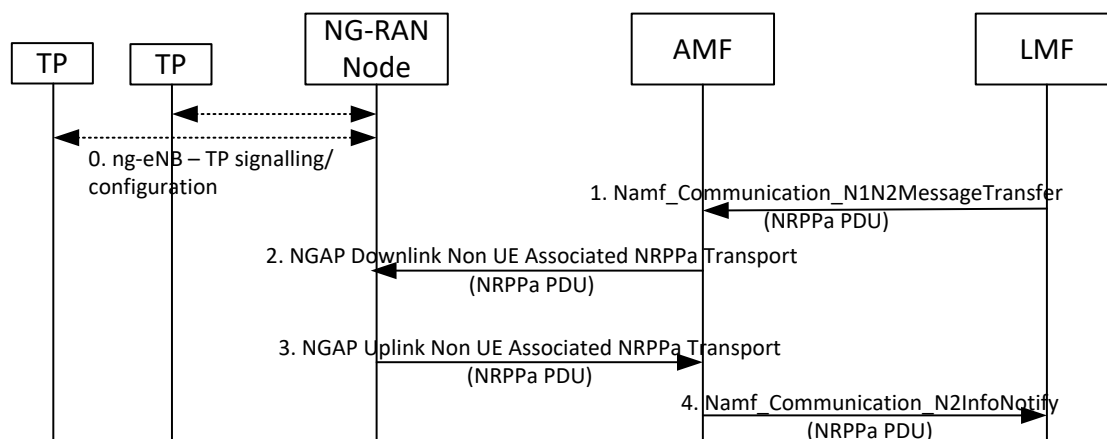 TP
TP
NG-RAN
Node
AMF
LMF
0. ng-eNB – TP signalling/
configuration
1. Namf_Communication_N1N2MessageTransfer
(NRPPa PDU)
2. NGAP Downlink Non UE Associated NRPPa Transport
(NRPPa PDU)
3. NGAP Uplink Non UE Associated NRPPa Transport
(NRPPa PDU)
4. Namf_Communication_N2InfoNotify
(NRPPa PDU)